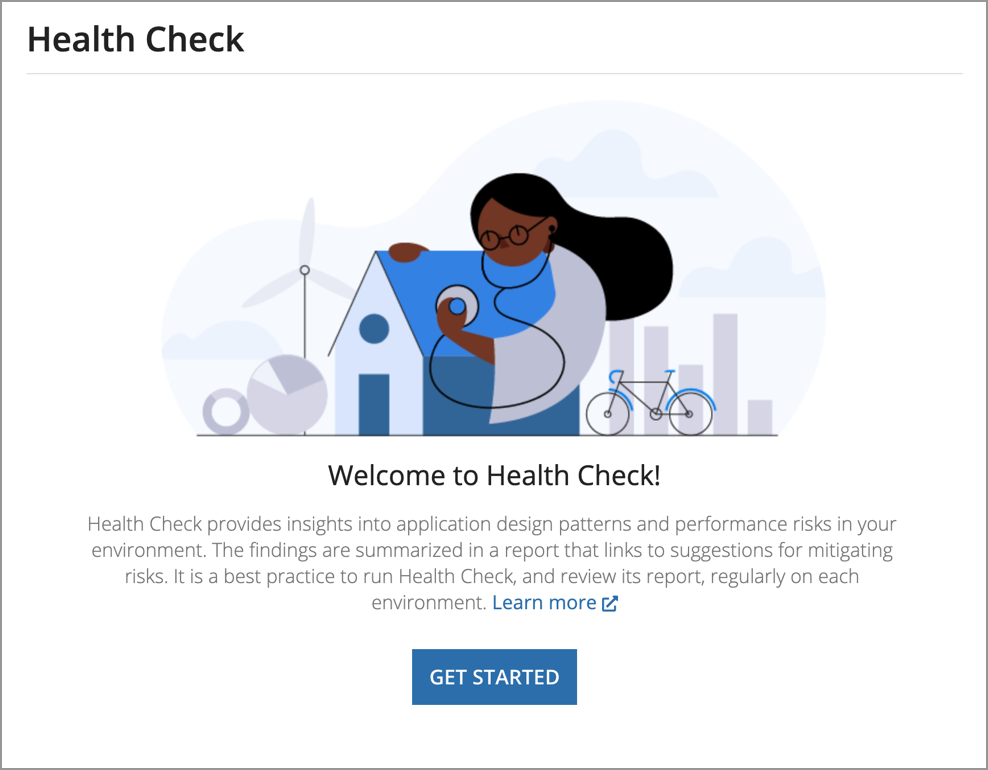 Health Check
Welcome to Health Check!
Health Check provides insights into application design patterns and performance risks in your
environment. The findings are summarized in a report that links to suggestions for mitigating
risks. It is a best practice to run Health Check, and review its report, regularly on each
environment. Learn more
GET STARTED